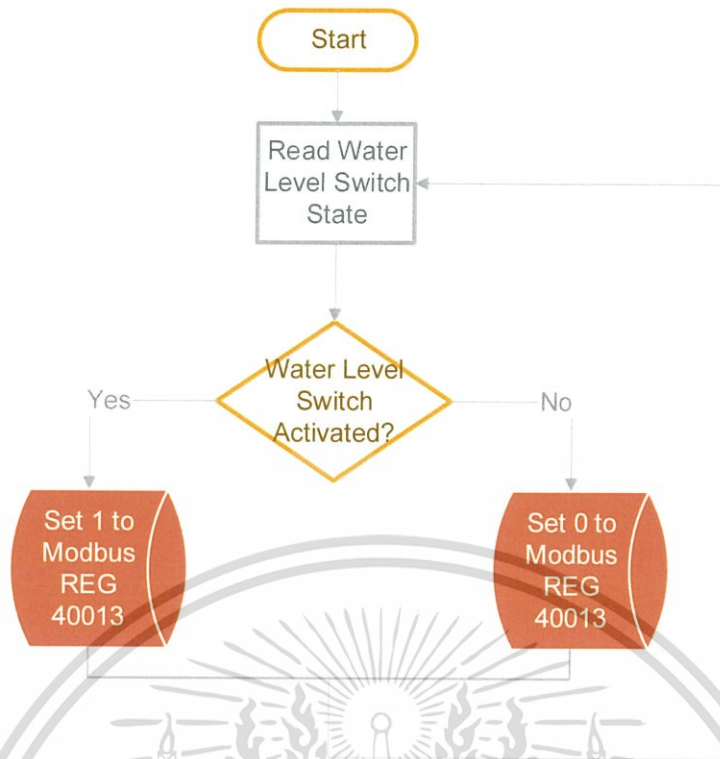 Start
Read Water
Level Switch
State
Water Level
Switch
Activated?
Yes
No
Set 1 to
Modbus
REG
40013
Set 0 to
Modbus
REG
40013